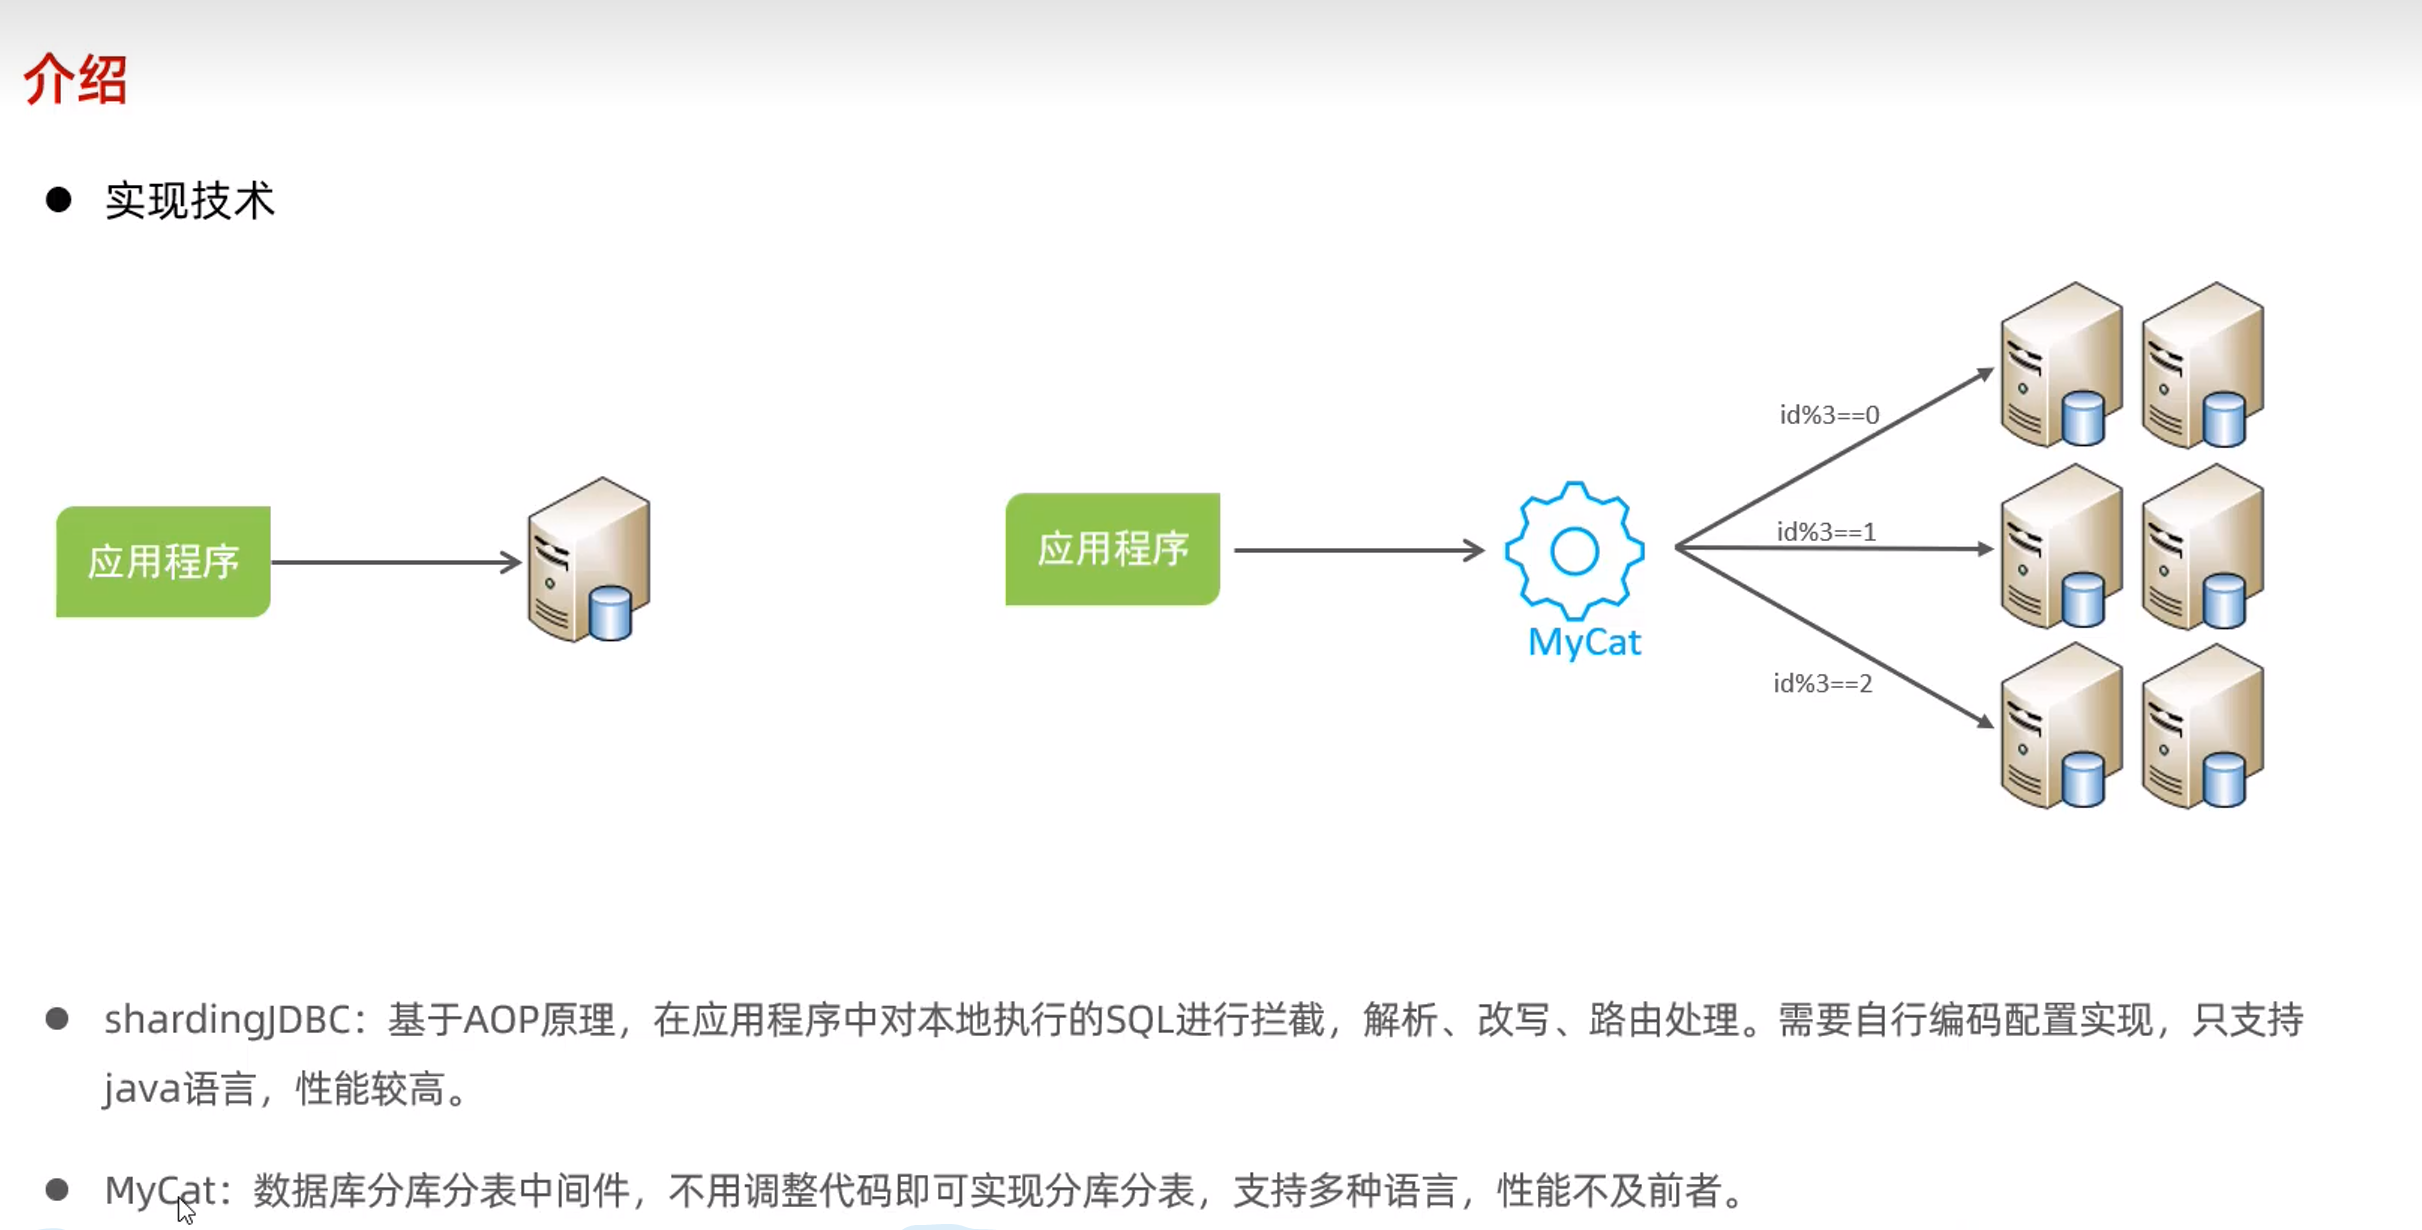 介绍
● 实现技术
应用程序
应用程序
MyCat
id%3==0
id%3==1
id%3==2
● shardingJDBC：基于AOP原理，在应用程序中对本地执行的SQL进行拦截，解析、改写、路由处理。需要自行编码配置实现，只支持
java语言，性能较高。
● MyCat：数据库分库分表中间件，不用调整代码即可实现分库分表，支持多种语言，性能不及前者。